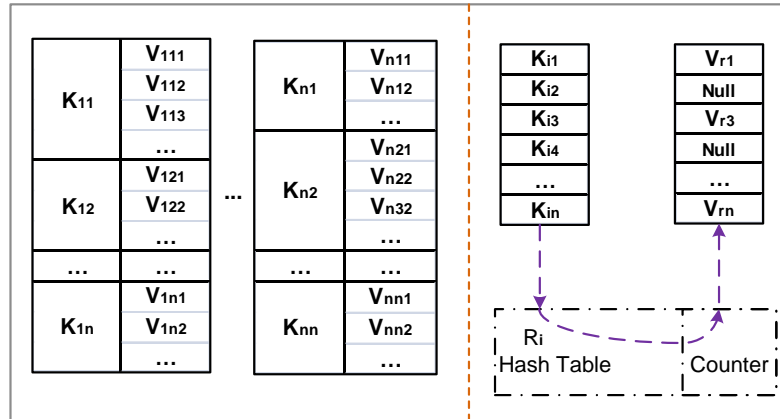 K11
V111
V112
V113
...
K12
V121
V122
...
...
...
K1n
V1n1
V1n2
...
...
Kn1
Vn11
Vn12
...
Kn2
Vn21
Vn22
Vn32
...
...
...
Knn
Vnn1
Vnn2
...
Ki1
Ki2
Ki3
Ki4
...
Kin
Vr1
Null
Vr3
Null
...
Vrn
Ri
Hash Table
Counter